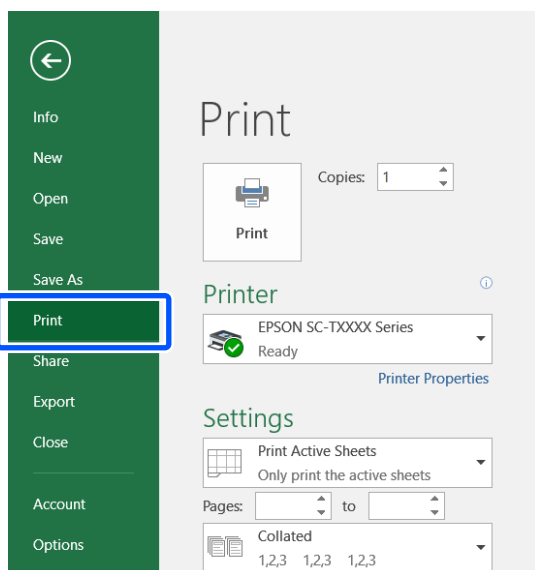 Info
New
Open
Save
Save As
Print
Share
Export
Close
Account
Options
Print
Copies: 1
Print
Printer
EPSON SC-TXXXX Series
Ready
Printer Properties
Settings
Print Active Sheets
Only print the active sheets
Pages: to
Collated
1,2,3 1,2,3 1,2,3